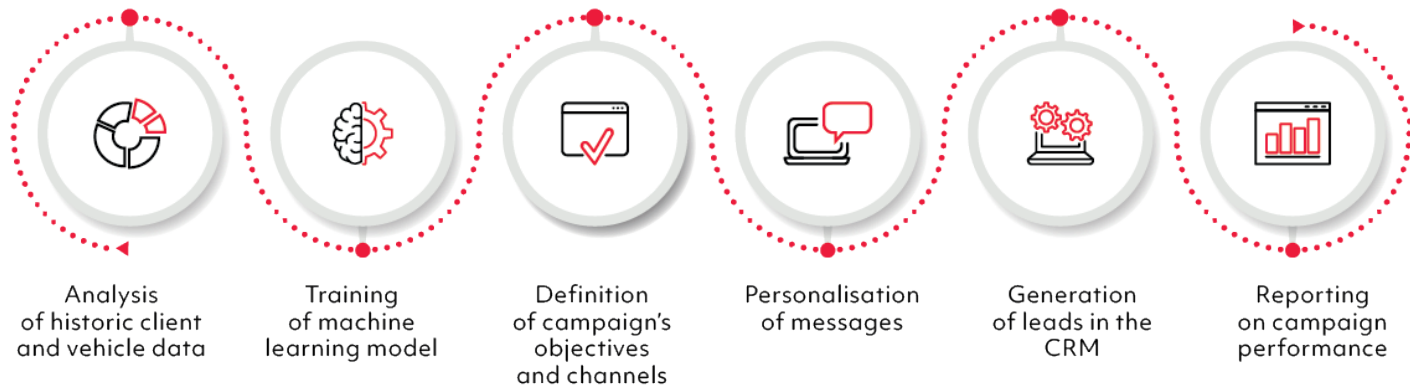 Analysis
of historic client
and vehicle data
Training
of machine
learning model
Definition
of campaign’s
objectives
and channels
Personalisation
of messages
Generation
of leads in the
CRM
Reporting
on campaign
performance